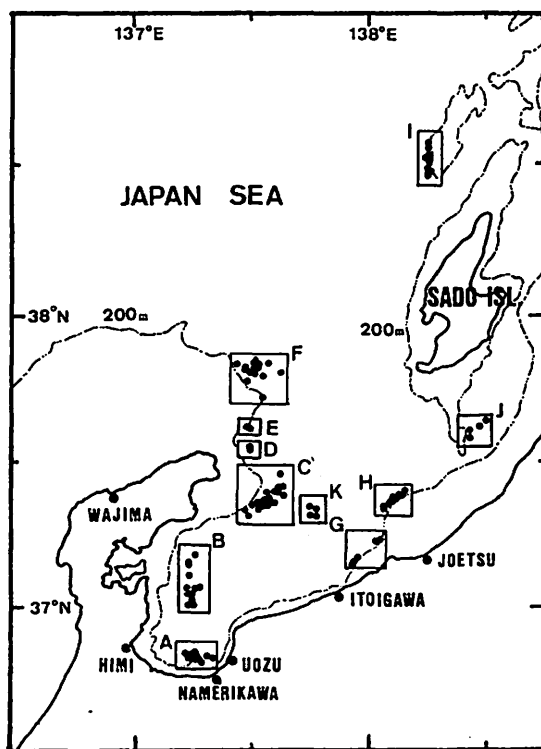 137°E 138°E
I
JAPAN SEA
SADO ISL.
38°N 200m 200m
F
E
D
J
C'
K
H
WAJIMA
G
B
JOETSU
ITOIGAWA
37°N
A
HIMI
UOZU
NAMERIKAWA